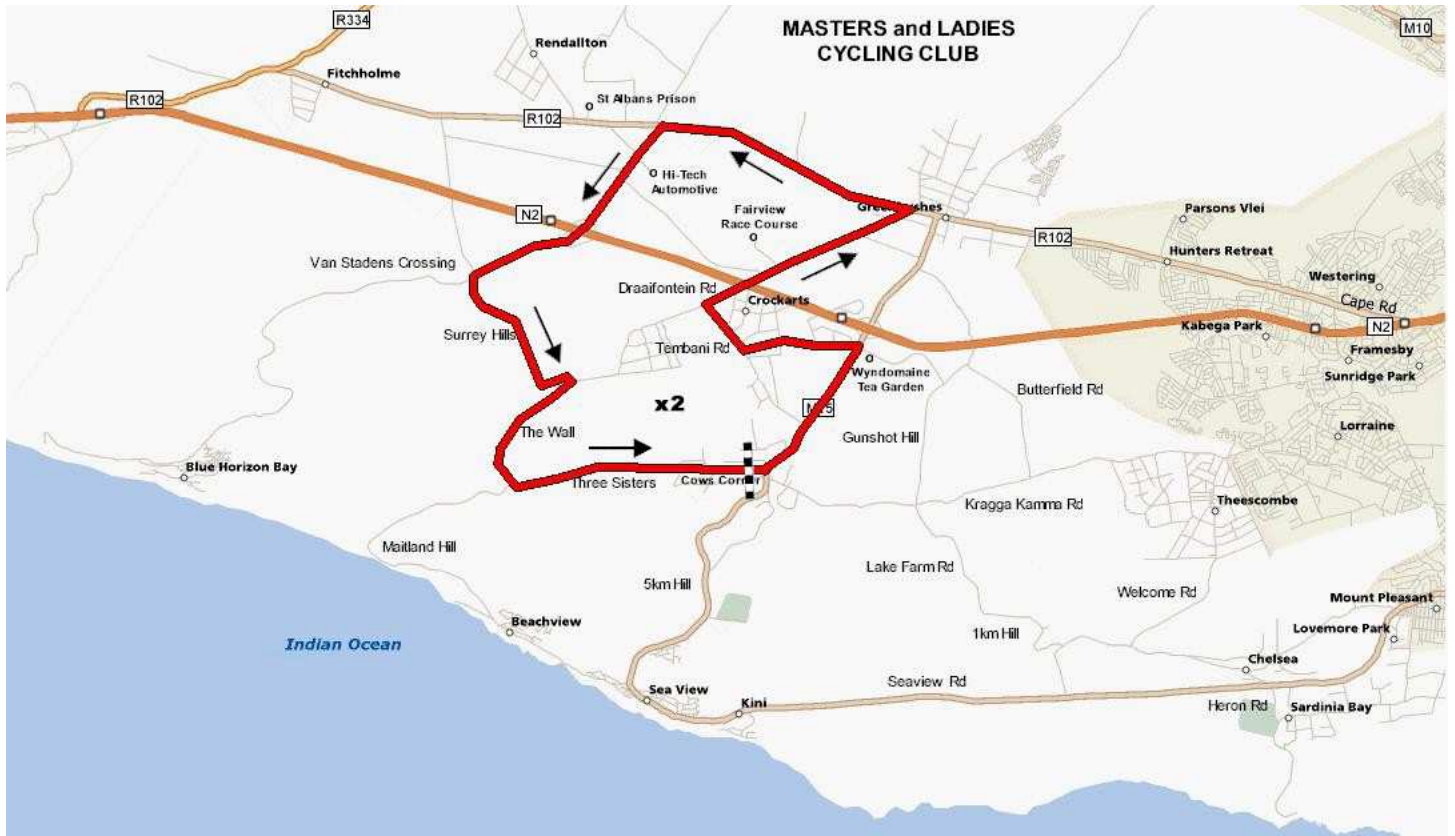 MASTERS and LADIES
CYCLING CLUB
R334
M10
Rendallton
Fitchholme
R102
St Albans Prison
R102
Hi-Tech
Automotive
Fairview
Race Course
Parsons Vlei
N2
R102
Hunters Retreat
Van Stadens Crossing
Westering
Draaifontein Rd
Crockarts
Cape Rd
Surrey Hills
Kabega Park
N2
Tembani Rd
Framesby
Wyndomaine
Tea Garden
Sunridge Park
Butterfield Rd
x2
The Wall
Gunshot Hill
Lorraine
Blue Horizon Bay
Three Sisters
Cows Corner
Kragga Kamma Rd
Theescombe
Maitland Hill
5km Hill
Lake Farm Rd
Welcome Rd
Mount Pleasant
Beachview
1km Hill
Lovemore Park
Indian Ocean
Chelsea
Seaview Rd
Sea View
Kini
Heron Rd
Sardinia Bay